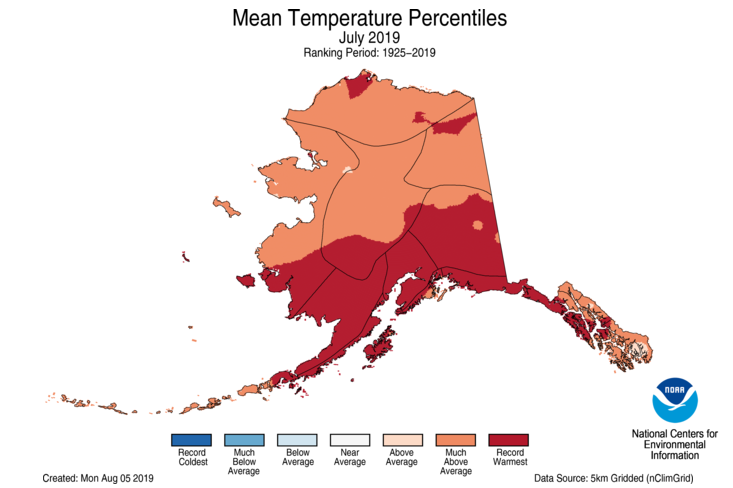 Mean Temperature Percentiles
July 2019
Ranking Period: 1925–2019
NOAA
National Centers for
Environmental
Information
Record
Coldest
Much
Below
Average
Below
Average
Near
Average
Above
Average
Much
Above
Average
Record
Warmest
Created: Mon Aug 05 2019
Data Source: 5km Gridded (nClimGrid)